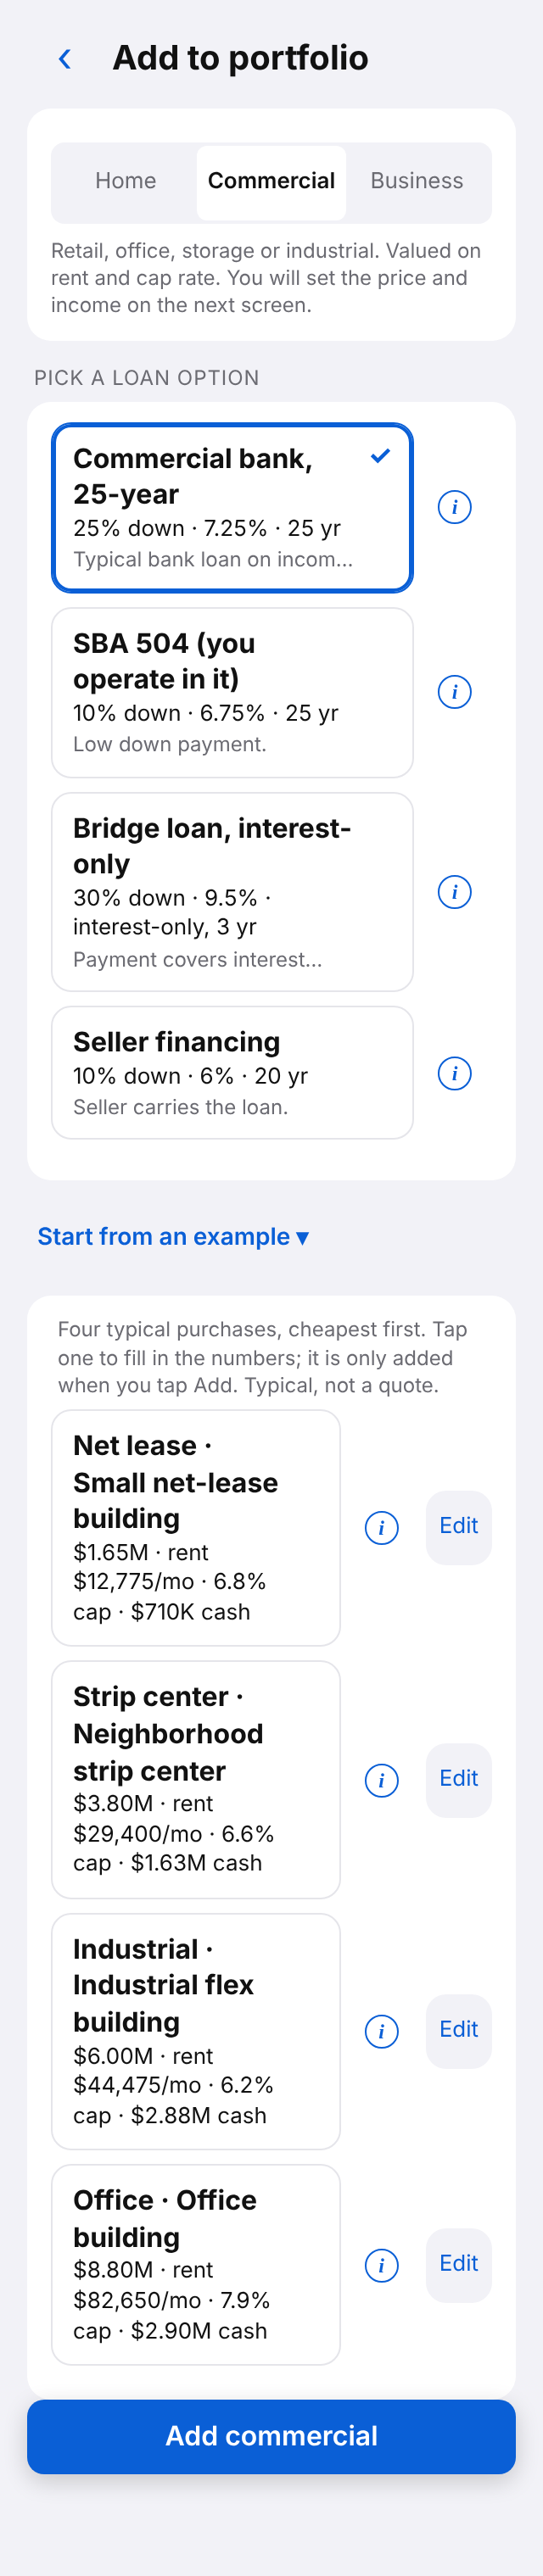 Add to portfolio
Home
Commercial
Business
Retail, office, storage or industrial. Valued on
rent and cap rate. You will set the price and
income on the next screen.
PICK A LOAN OPTION
Commercial bank,
25-year
25% down · 7.25% · 25 yr
Typical bank loan on incom...
i
SBA 504 (you
operate in it)
10% down · 6.75% · 25 yr
Low down payment.
i
Bridge loan, interest-
only
30% down · 9.5% ·
interest-only, 3 yr
Payment covers interest...
i
Seller financing
10% down · 6% · 20 yr
Seller carries the loan.
i
Start from an example ▾
Four typical purchases, cheapest first. Tap
one to fill in the numbers; it is only added
when you tap Add. Typical, not a quote.
Net lease ·
Small net-lease
building
$1.65M · rent
$12,775/mo · 6.8%
cap · $710K cash
i
Edit
Strip center ·
Neighborhood
strip center
$3.80M · rent
$29,400/mo · 6.6%
cap · $1.63M cash
i
Edit
Industrial ·
Industrial flex
building
$6.00M · rent
$44,475/mo · 6.2%
cap · $2.88M cash
i
Edit
Office · Office
building
$8.80M · rent
$82,650/mo · 7.9%
cap · $2.90M cash
i
Edit
Add commercial